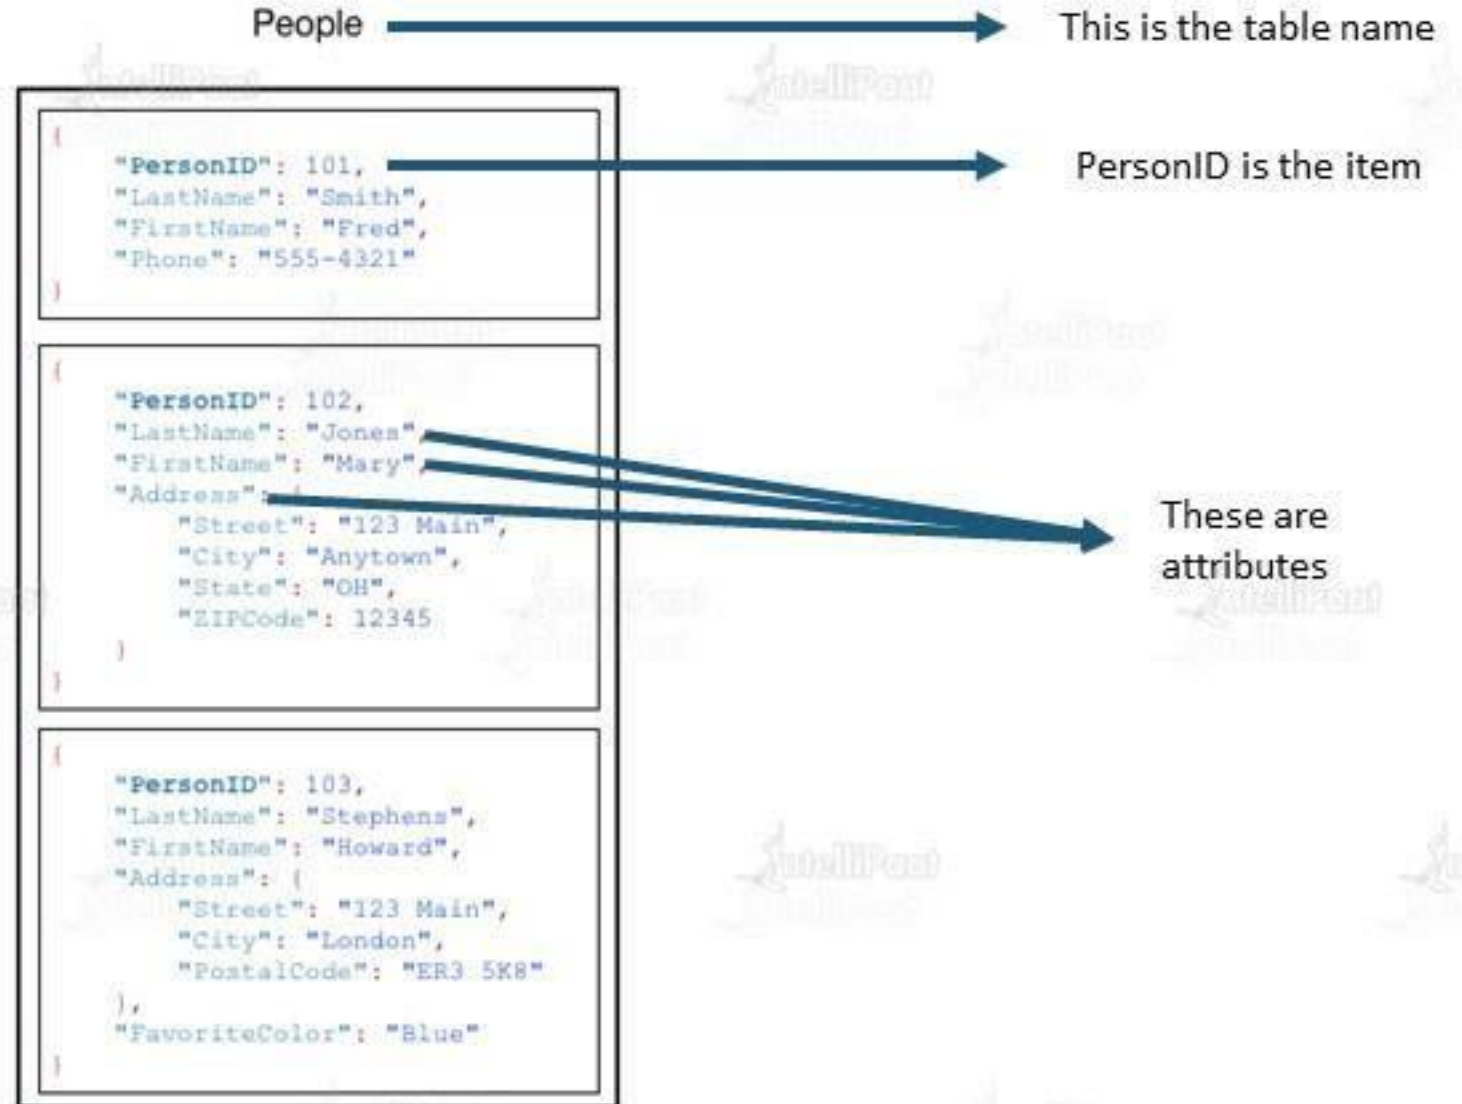 People
This is the table name
{
"PersonID": 101,
PersonID is the item
"LastName": "Smith",
"FirstName": "Fred",
"Phone": "555-4321"
}
{
"PersonID": 102,
"LastName": "Jones",
"FirstName": "Mary",
"Address": {
"Street": "123 Main",
"City": "Anytown",
"State": "OH",
"ZIPCode": 12345
}
}
These are
attributes
{
"PersonID": 103,
"LastName": "Stephens",
"FirstName": "Howard",
"Address": {
"Street": "123 Main",
"City": "London",
"PostalCode": "ER3 5K8"
},
"FavoriteColor": "Blue"
}
IntelliPaat